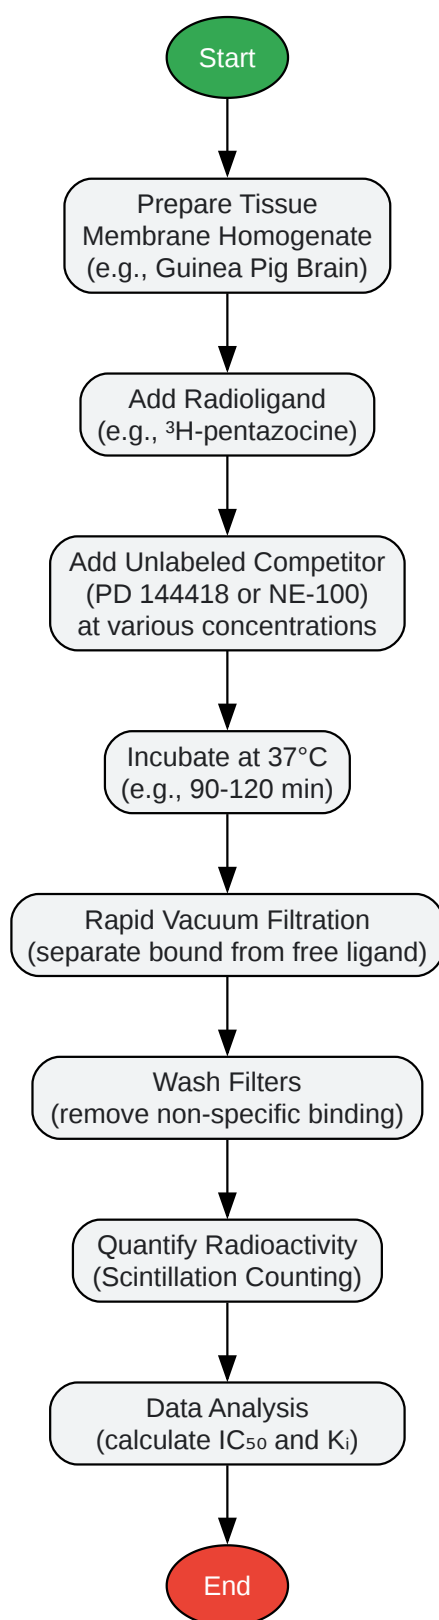 Start
Prepare Tissue
Membrane Homogenate
(e.g., Guinea Pig Brain)
Add Radioligand
(e.g., ³H-pentazocine)
Add Unlabeled Competitor
(PD 144418 or NE-100)
at various concentrations
Incubate at 37°C
(e.g., 90-120 min)
Rapid Vacuum Filtration
(separate bound from free ligand)
Wash Filters
(remove non-specific binding)
Quantify Radioactivity
(Scintillation Counting)
Data Analysis
(calculate IC₅₀ and Kᵢ)
End